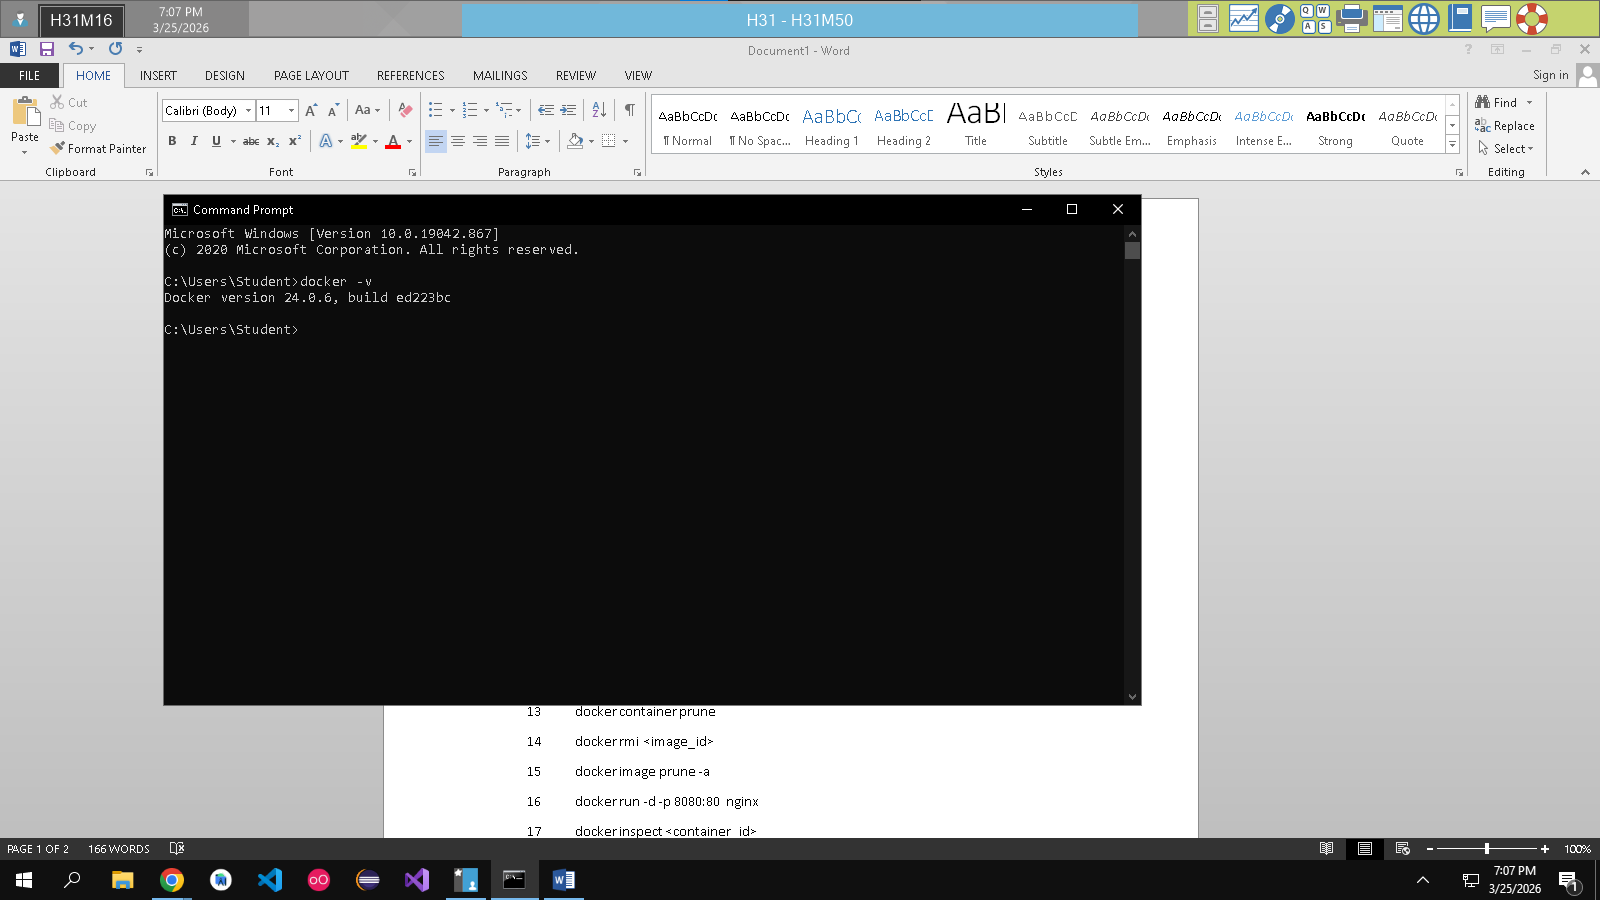 H31M16
7:07 PM
3/25/2026
H31 - H31M50
Q W
A S
Document1 - Word
FILE HOME INSERT DESIGN PAGE LAYOUT REFERENCES MAILINGS REVIEW VIEW Sign in
Cut
Copy
Format Painter
Paste
Calibri (Body) 11
AaBbCcDc AaBbCcDc AaBbCc AaBbCcD AaB AaBbCcD AaBbCcDc AaBbCcDc AaBbCcDc AaBbCcDc AaBbCcDc
¶ Normal ¶ No Spac... Heading 1 Heading 2 Title Subtitle Subtle Em... Emphasis Intense E... Strong Quote
Find
Replace
Select
Clipboard Font Paragraph Styles Editing
Command Prompt
Microsoft Windows [Version 10.0.19042.867]
(c) 2020 Microsoft Corporation. All rights reserved.
C:\Users\Student>docker -v
Docker version 24.0.6, build ed223bc
C:\Users\Student>
13 docker container prune
14 docker rmi <image_id>
15 docker image prune -a
16 docker run -d -p 8080:80 nginx
17 docker inspect <container_id>
PAGE 1 OF 2 166 WORDS 100%
7:07 PM
3/25/2026
1